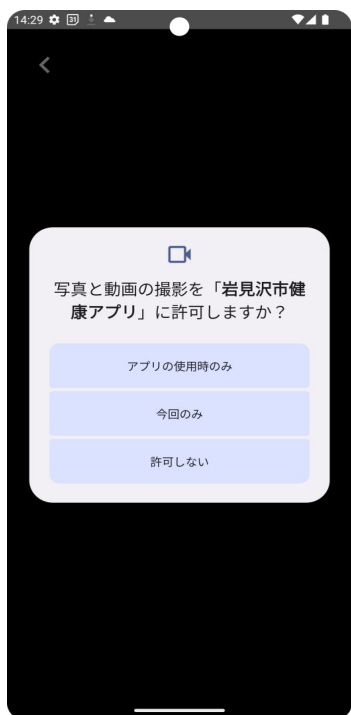 14:29
31
写真と動画の撮影を「岩見沢市健
康アプリ」に許可しますか？
アプリの使用時のみ
今回のみ
許可しない